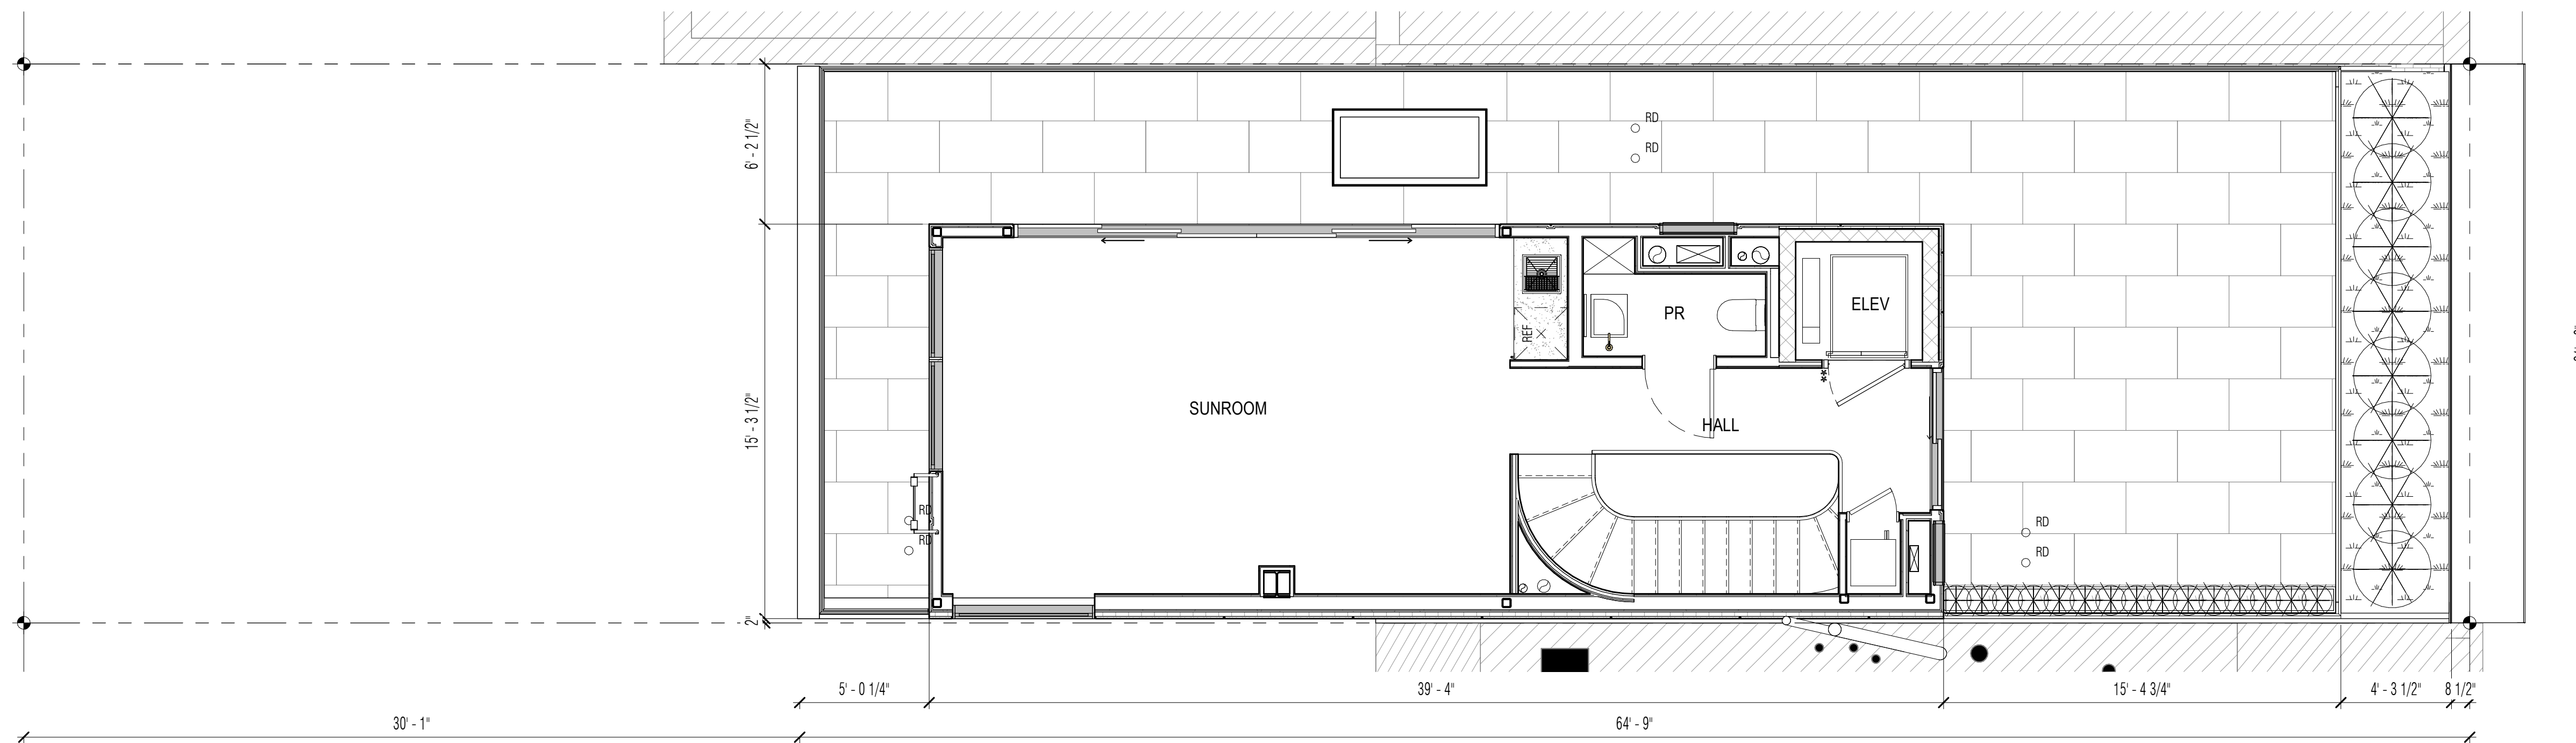 RD
RD
6' - 2 1/2"
PR
ELEV
REF
SUNROOM
HALL
15' - 3 1/2"
**
RD
RD
RD
RD
2"
5' - 0 1/4"
39' - 4"
15' - 4 3/4"
4' - 3 1/2"
8 1/2"
30' - 1"
64' - 9"